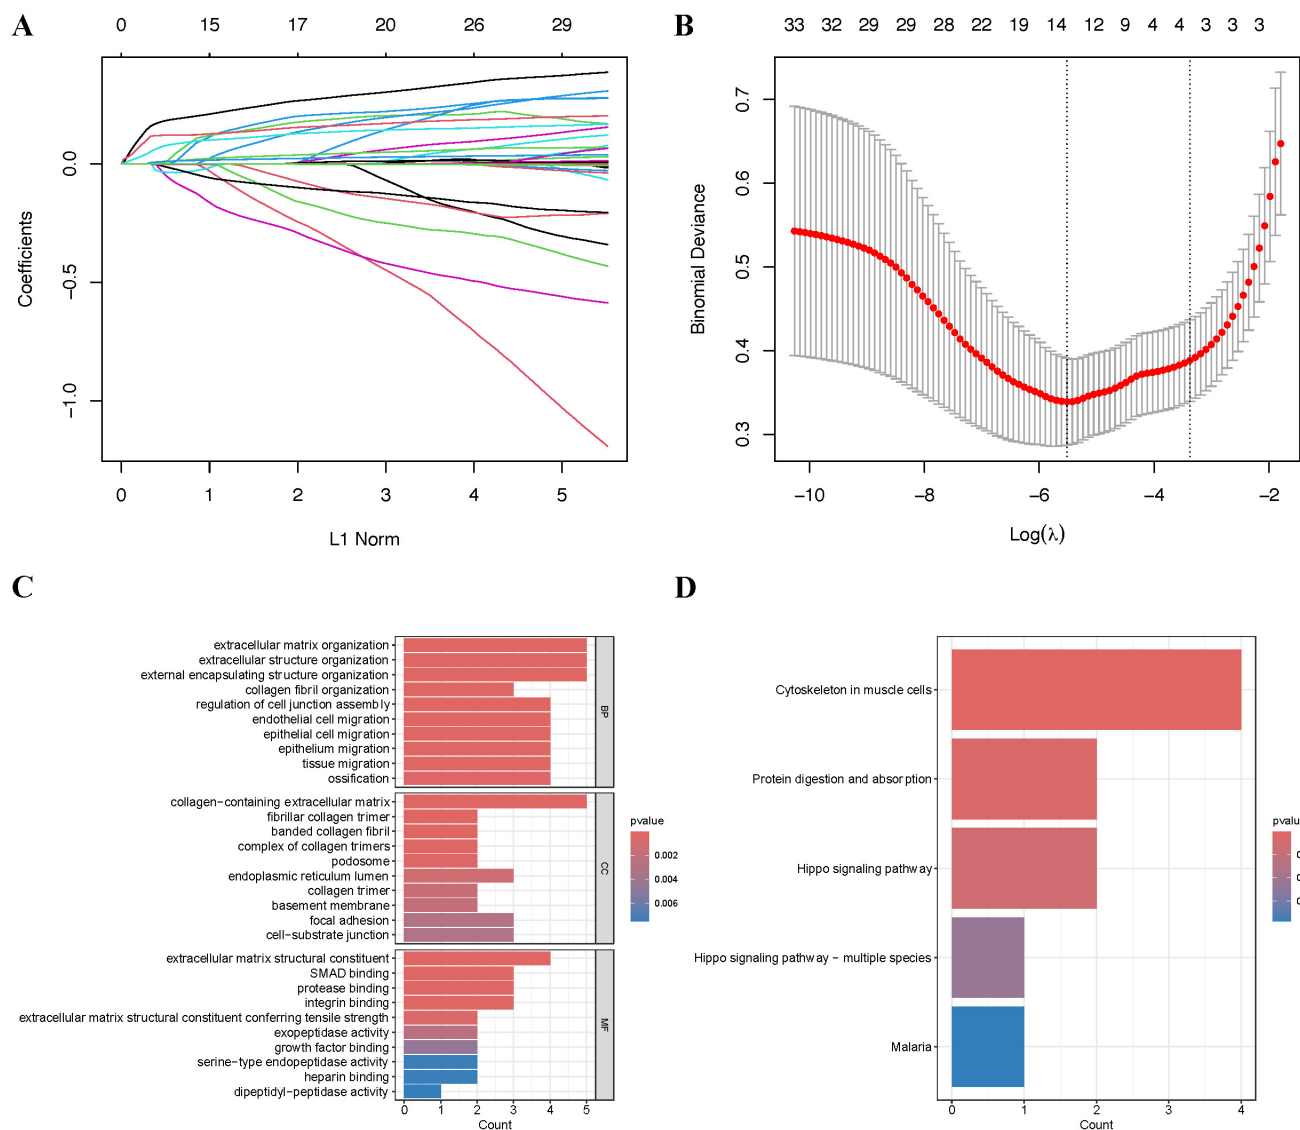 A
0 15 17 20 26 29
0.0
−0.5
−1.0
Coefficients
0 1 2 3 4 5
L1 Norm
B
33 32 29 29 28 22 19 14 12 9 4 4 3 3 3
0.7
0.6
0.5
0.4
0.3
Binomial Deviance
−10 −8 −6 −4 −2
Log(λ)
C
extracellular matrix organization
extracellular structure organization
external encapsulating structure organization
collagen fibril organization
regulation of cell junction assembly
endothelial cell migration
epithelial cell migration
epithelium migration
tissue migration
ossification
BP
collagen-containing extracellular matrix
fibrillar collagen trimer
banded collagen fibril
complex of collagen trimers
podosome
endoplasmic reticulum lumen
collagen trimer
basement membrane
focal adhesion
cell-substrate junction
CC
extracellular matrix structural constituent
SMAD binding
protease binding
integrin binding
extracellular matrix structural constituent conferring tensile strength
exopeptidase activity
growth factor binding
serine-type endopeptidase activity
heparin binding
dipeptidyl-peptidase activity
MF
0 1 2 3 4 5
Count
pvalue
0.002
0.004
0.006
D
Cytoskeleton in muscle cells
Protein digestion and absorption
Hippo signaling pathway
Hippo signaling pathway − multiple species
Malaria
0 1 2 3 4
Count
pvalu